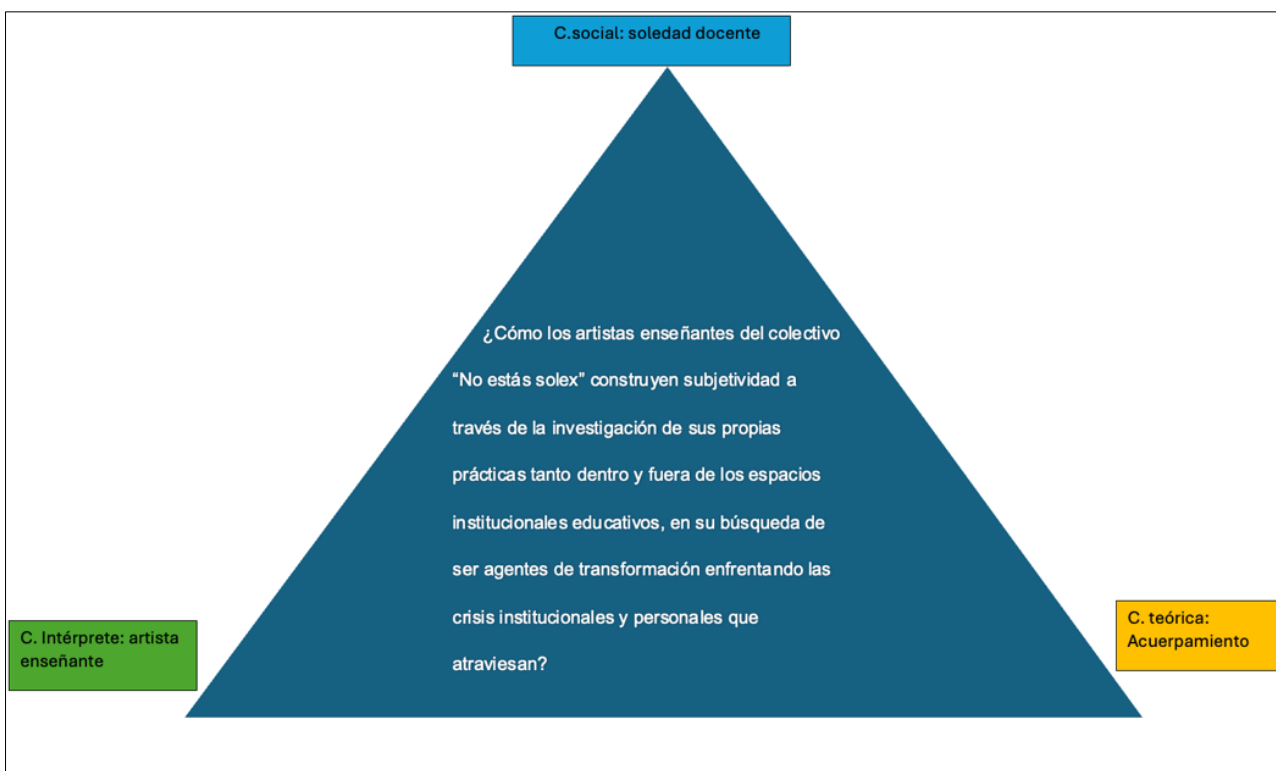 C.social: soledad docente
¿Cómo los artistas enseñantes del colectivo
“No estás solex” construyen subjetividad a
través de la investigación de sus propias
prácticas tanto dentro y fuera de los espacios
institucionales educativos, en su búsqueda de
ser agentes de transformación enfrentando las
crisis institucionales y personales que
atraviesan?
C. Intérprete: artista
enseñante
C. teórica:
Acuerpamiento